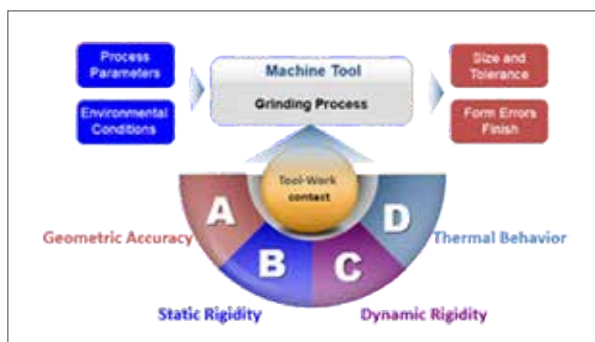 Process
Parameters
Environmental
Conditions
Machine Tool
Grinding Process
Size and
Tolerance
Form Errors
Finish
Tool-Work
contact
A
B
C
D
Geometric Accuracy
Thermal Behavior
Static Rigidity
Dynamic Rigidity